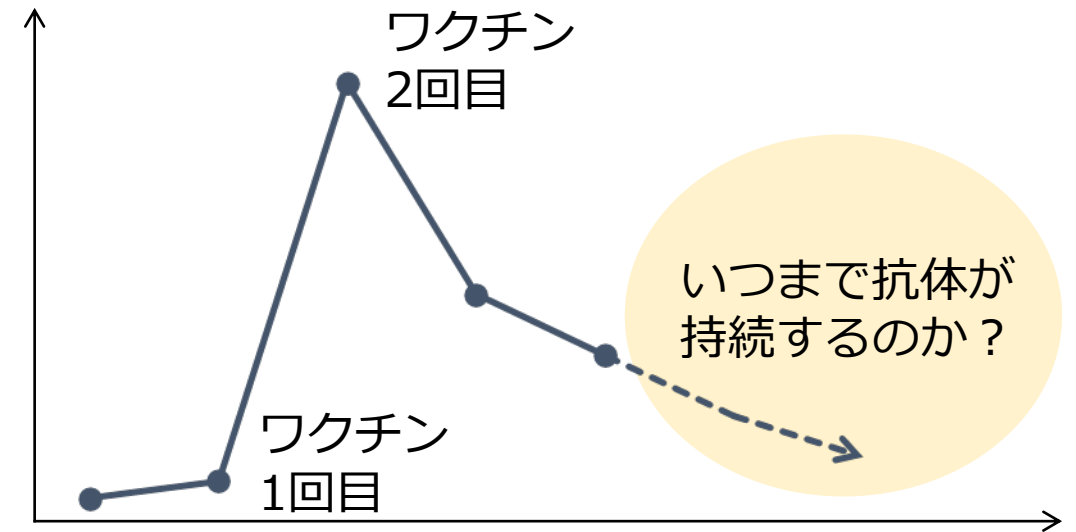 ワクチン
2回目
いつまで抗体が
持続するのか？
ワクチン
1回目